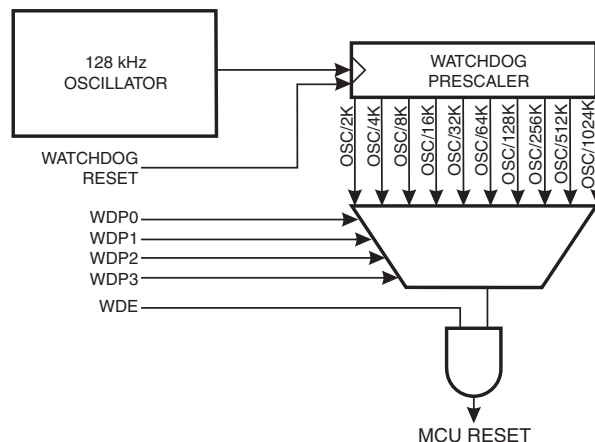 128 kHz
OSCILLATOR
WATCHDOG
PRESCALER
OSC/2K
OSC/4K
OSC/8K
OSC/16K
OSC/32K
OSC/64K
OSC/128K
OSC/256K
OSC/512K
OSC/1024K
WATCHDOG
RESET
WDP0
WDP1
WDP2
WDP3
WDE
MCU RESET